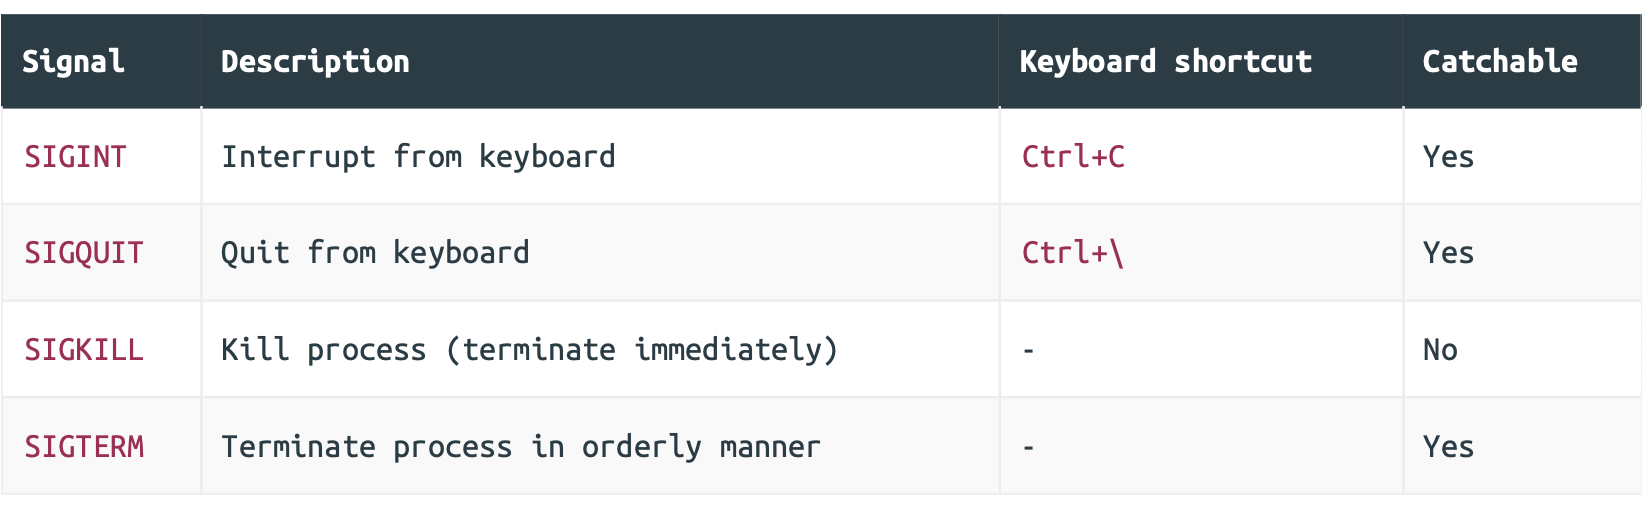 Signal Description Keyboard shortcut Catchable
SIGINT Interrupt from keyboard Ctrl+C Yes
SIGQUIT Quit from keyboard Ctrl+\ Yes
SIGKILL Kill process (terminate immediately) - No
SIGTERM Terminate process in orderly manner - Yes